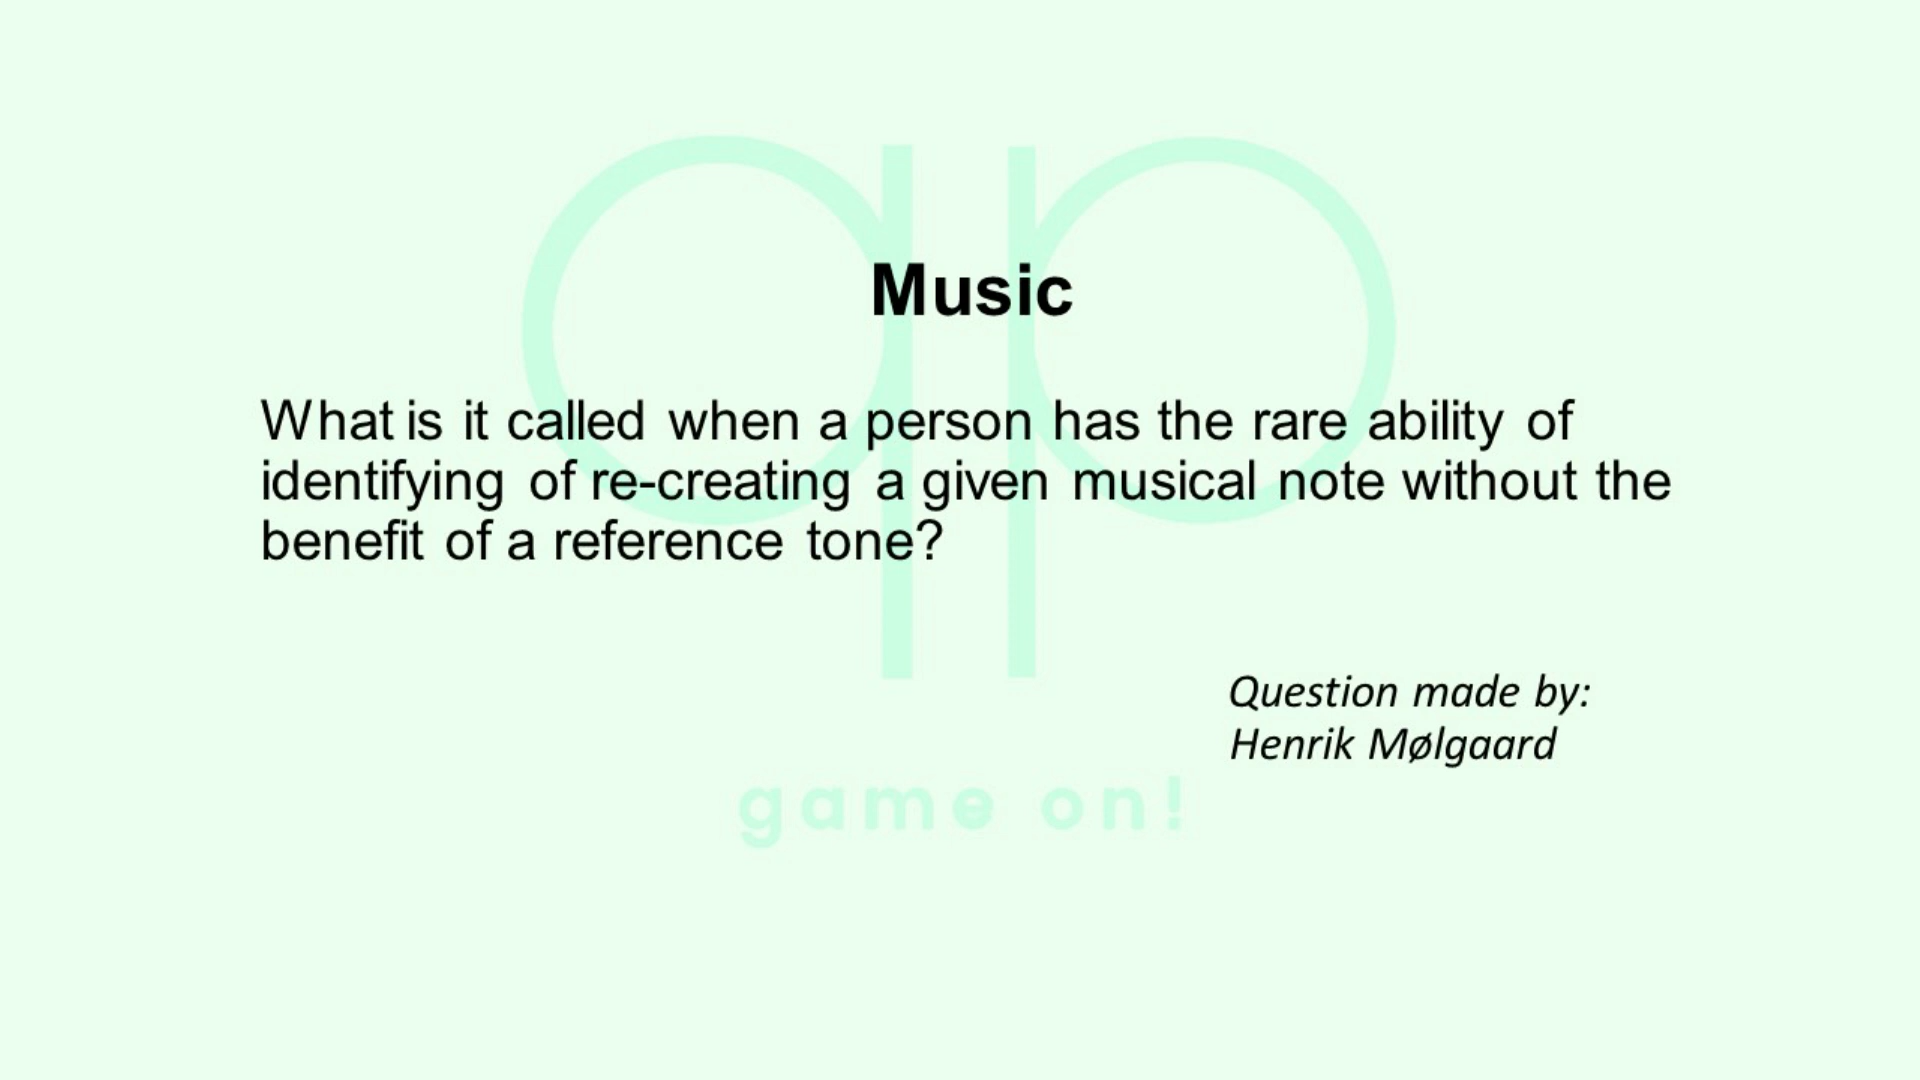 Music
What is it called when a person has the rare ability of
identifying of re-creating a given musical note without the
benefit of a reference tone?
Question made by:
Henrik Mølgaard
qp
game on!